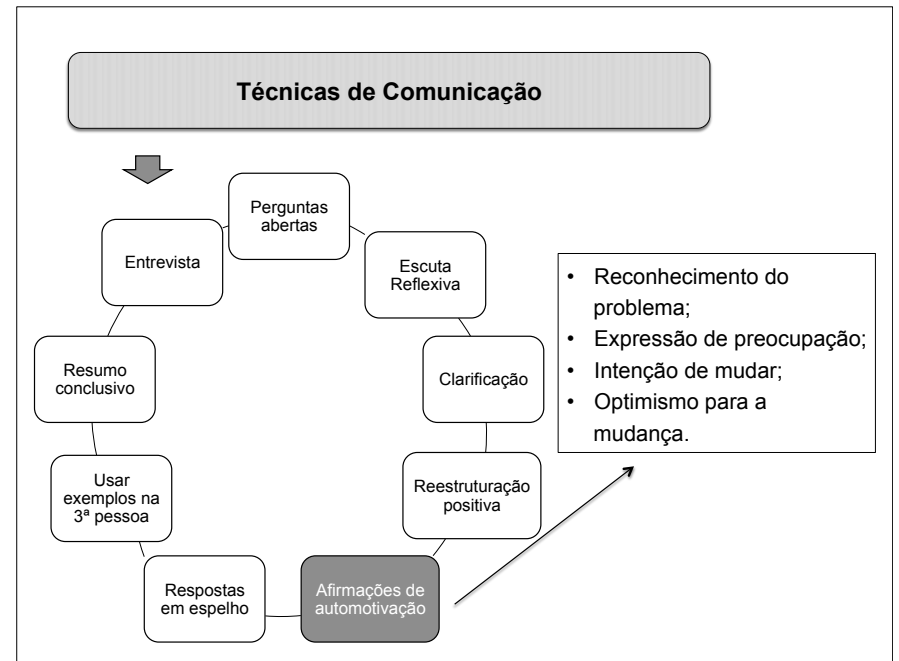 Técnicas de Comunicação
Perguntas
abertas
Escuta
Reflexiva
Clarificação
Reestruturação
positiva
Afirmações de
automotivação
Respostas
em espelho
Usar
exemplos na
3ª pessoa
Resumo
conclusivo
Entrevista
• Reconhecimento do
problema;
• Expressão de preocupação;
• Intenção de mudar;
• Optimismo para a
mudança.